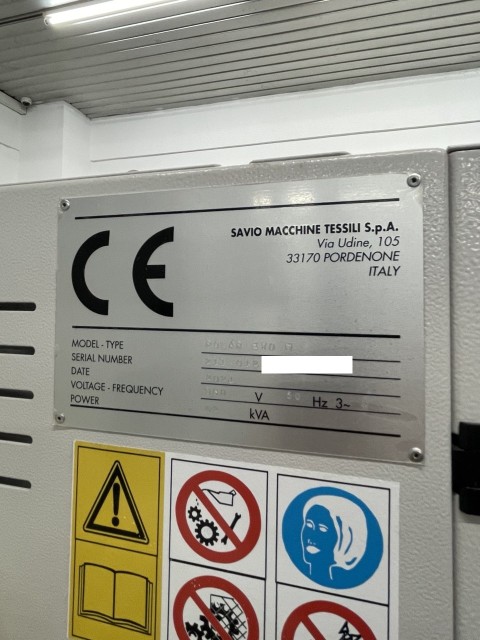 CE
SAVIO MACCHINE TESSILI S.p.A.
Via Udine, 105
33170 PORDENONE
ITALY
MODEL - TYPE
SERIAL NUMBER
DATE
VOLTAGE - FREQUENCY V Hz 3~
POWER kVA